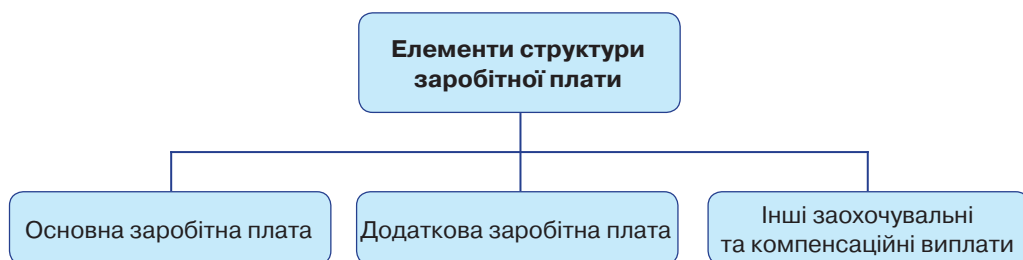 Елементи структури
заробітної плати
Основна заробітна плата
Додаткова заробітна плата
Інші заохочувальні
та компенсаційні виплати